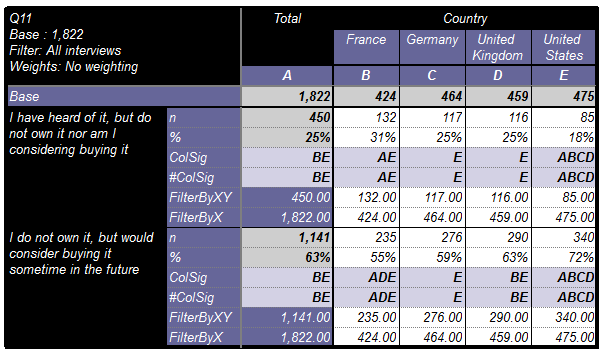 Q11 Total Country
Base : 1,822
Filter: All interviews
Weights: No weighting
France Germany United Kingdom United States
A B C D E
Base 1,822 424 464 459 475
I have heard of it, but do not own it nor am I considering buying it
n 450 132 117 116 85
% 25% 31% 25% 25% 18%
ColSig BE AE E E ABCD
#ColSig BE AE E E ABCD
FilterByXY 450.00 132.00 117.00 116.00 85.00
FilterByX 1,822.00 424.00 464.00 459.00 475.00
I do not own it, but would consider buying it sometime in the future
n 1,141 235 276 290 340
% 63% 55% 59% 63% 72%
ColSig BE ADE E BE ABCD
#ColSig BE ADE E BE ABCD
FilterByXY 1,141.00 235.00 276.00 290.00 340.00
FilterByX 1,822.00 424.00 464.00 459.00 475.00